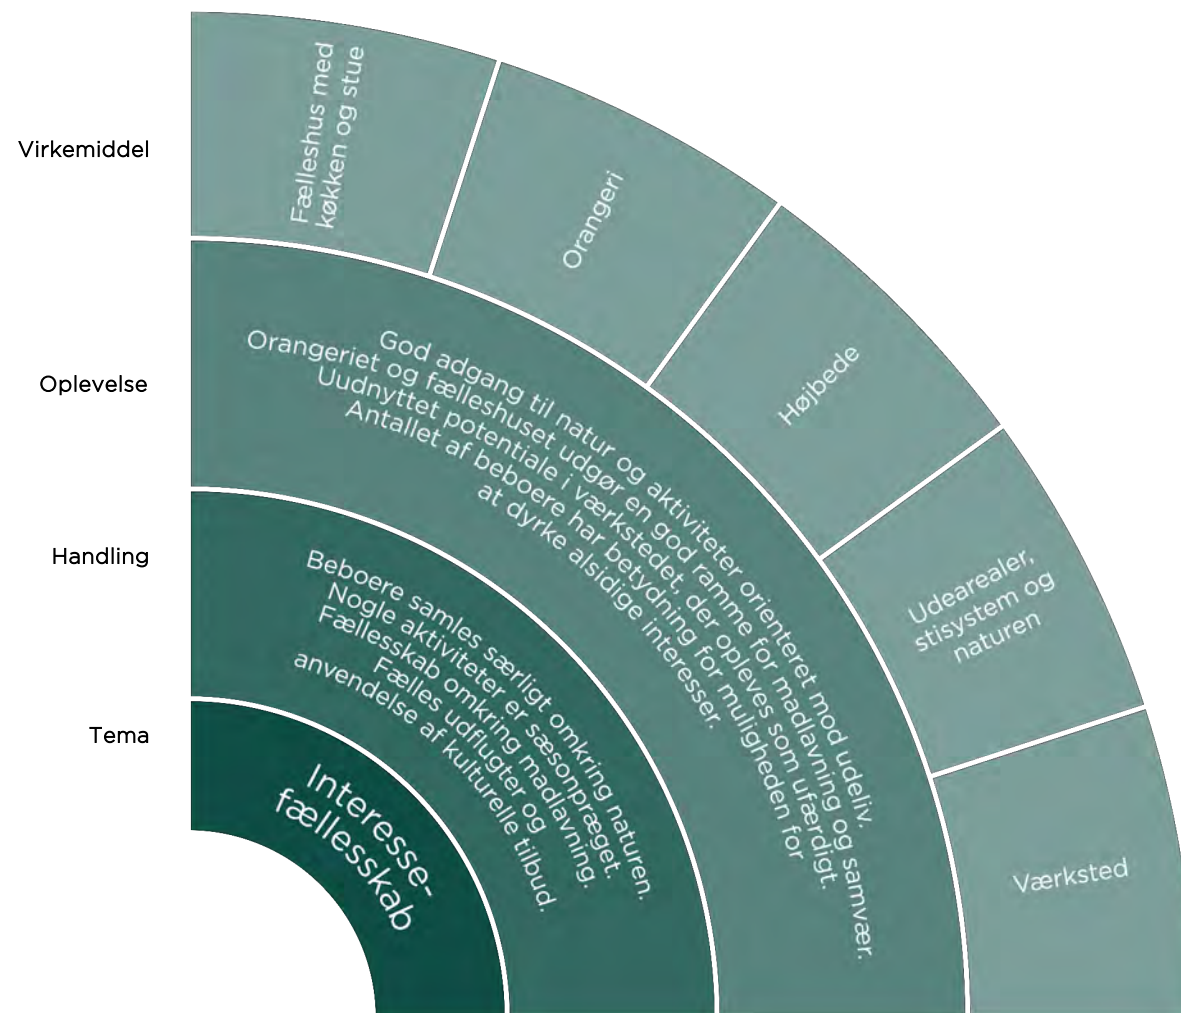 Virkemiddel
Fælleshus med
køkken og stue
Orangeri
Højbede
Udearealer,
stisystem og
naturen
Værksted
Oplevelse
God adgang til natur og aktiviteter orienteret mod udeliv.
Orangeriet og fælleshuset udgør en god ramme for madlavning og samvær.
Uudnyttet potentiale i værkstedet, der opleves som ufærdigt.
Antallet af beboere har betydning for muligheden for
at dyrke alsidige interesser.
Handling
Beboere samles særligt omkring naturen.
Nogle aktiviteter er sæsonpræget.
Fællesskab omkring madlavning.
Fælles udflugter og
anvendelse af kulturelle tilbud.
Tema
Interesse-
fællesskab